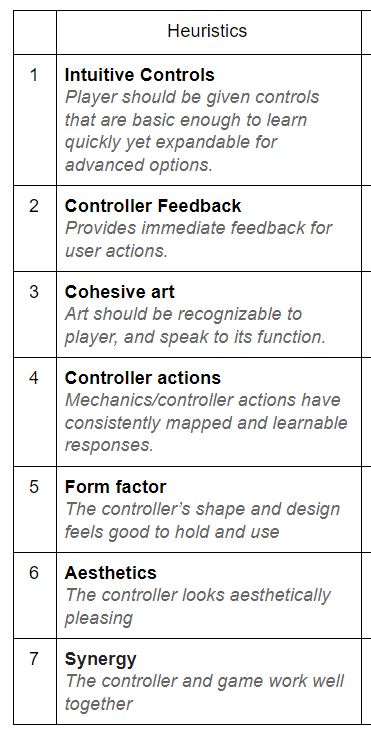 Heuristics
1 Intuitive Controls
Player should be given controls
that are basic enough to learn
quickly yet expandable for
advanced options.
2 Controller Feedback
Provides immediate feedback for
user actions.
3 Cohesive art
Art should be recognizable to
player, and speak to its function.
4 Controller actions
Mechanics/controller actions have
consistently mapped and learnable
responses.
5 Form factor
The controller’s shape and design
feels good to hold and use
6 Aesthetics
The controller looks aesthetically
pleasing
7 Synergy
The controller and game work well
together